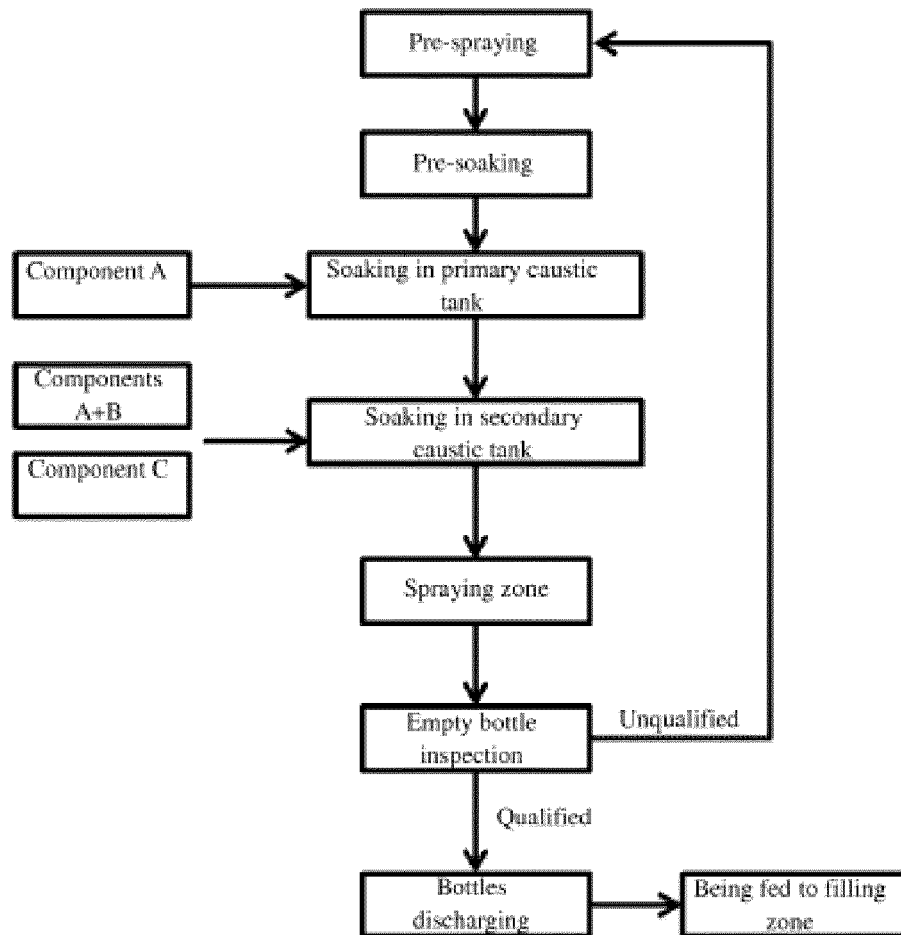 Pre-spraying
Pre-soaking
Component A
Soaking in primary caustic
tank
Components
A+B
Soaking in secondary
caustic tank
Component C
Spraying zone
Empty bottle
inspection
Unqualified
Qualified
Bottles
discharging
Being fed to filling
zone